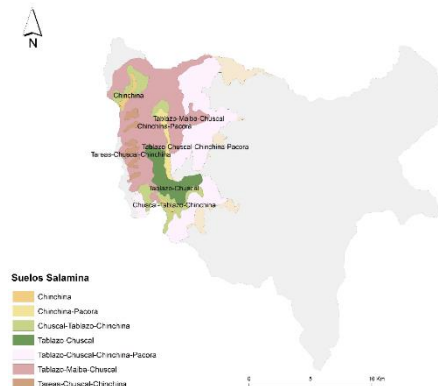 N
Chinchina
Tablazo-Maiba-Chuscal
Chinchina-Pacora
Tablazo-Chuscal-Chinchina-Pacora
Tareas-Chuscal-Chinchina
Tablazo-Chuscal
Chuscal-Tablazo-Chinchina
Suelos Salamina
Chinchina
Chinchina-Pacora
Chuscal-Tablazo-Chinchina
Tablazo-Chuscal
Tablazo-Chuscal-Chinchina-Pacora
Tablazo-Maiba-Chuscal
Tareas-Chuscal-Chinchina
0 5 10 Km